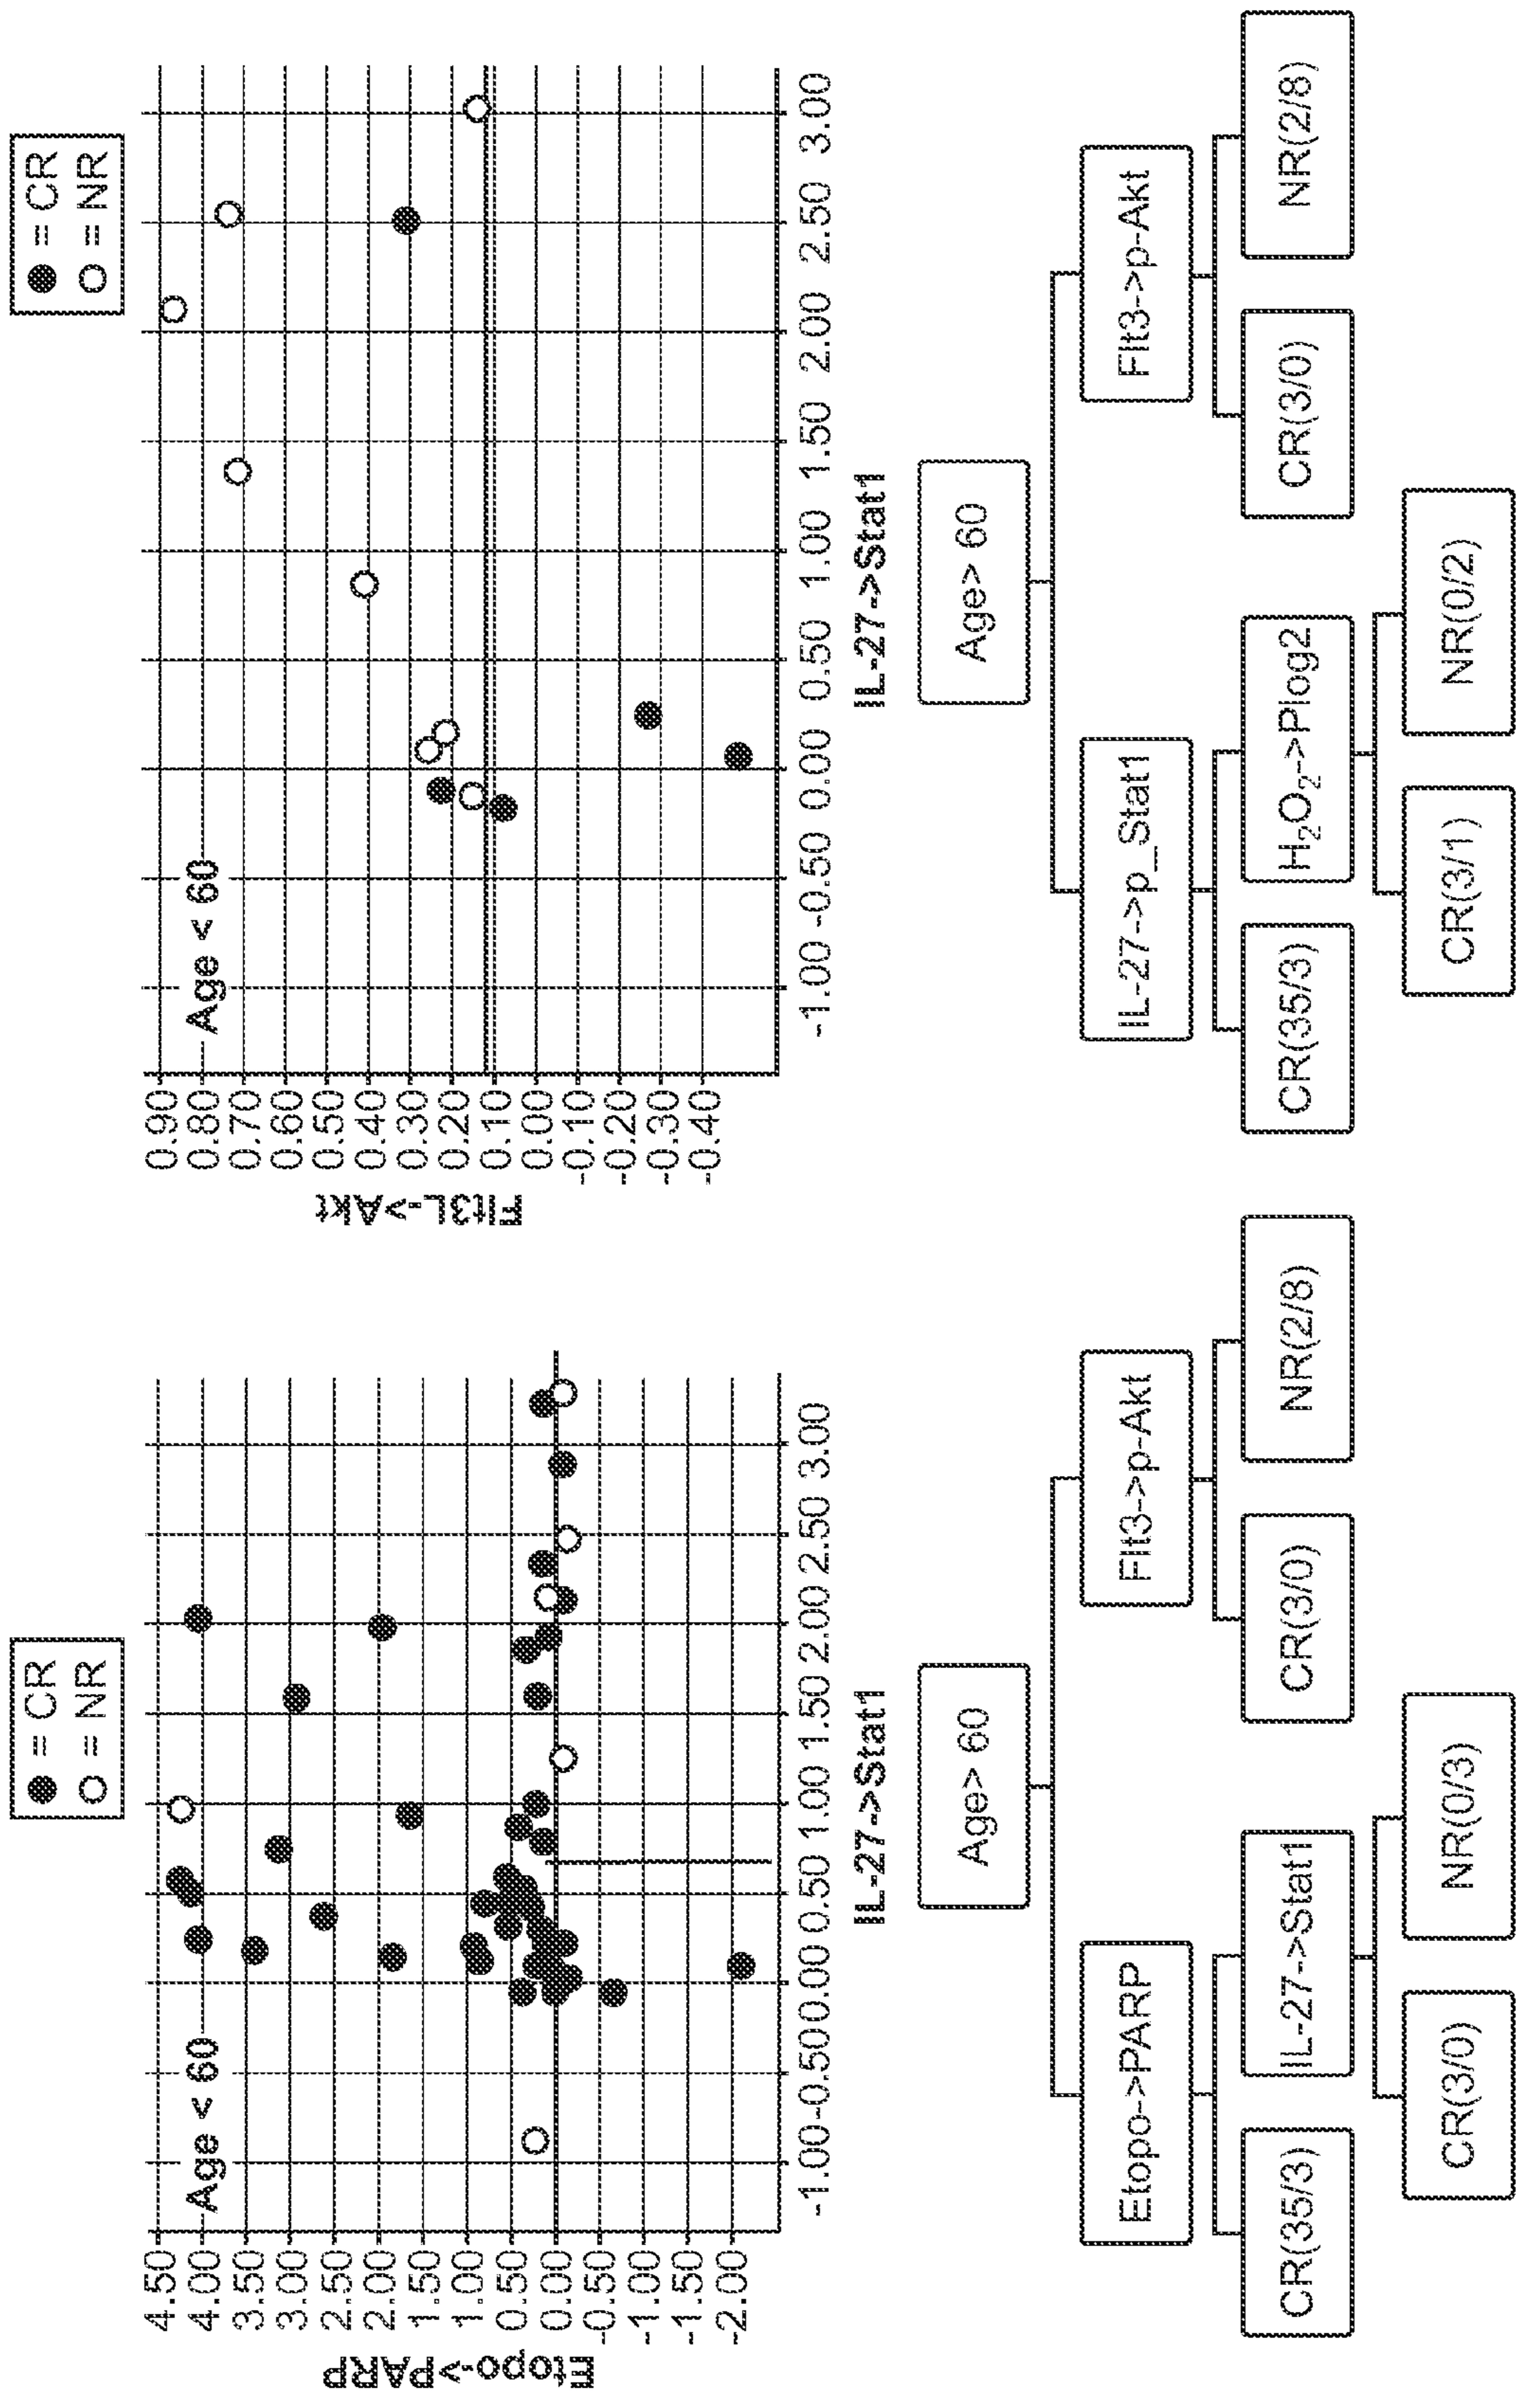 ● = CR
○ = NR
Age < 60
4.50
4.00
3.50
3.00
2.50
2.00
1.50
1.00
0.50
0.00
-0.50
-1.00
-1.50
-2.00
Etopo->PARP
-1.00 -0.50 0.00 0.50 1.00 1.50 2.00 2.50 3.00
IL-27->Stat1
Age> 60
Etopo->PARP
Flt3->p-Akt
CR(35/3)
IL-27->Stat1
CR(3/0)
NR(2/8)
CR(3/0)
NR(0/3)
● = CR
○ = NR
Age < 60
0.90
0.80
0.70
0.60
0.50
0.40
0.30
0.20
0.10
0.00
-0.10
-0.20
-0.30
-0.40
Flt3L->Akt
-1.00 -0.50 0.00 0.50 1.00 1.50 2.00 2.50 3.00
IL-27->Stat1
Age> 60
IL-27->p_Stat1
Flt3->p-Akt
CR(35/3)
H₂O₂->Plog2
CR(3/0)
NR(2/8)
CR(3/1)
NR(0/2)